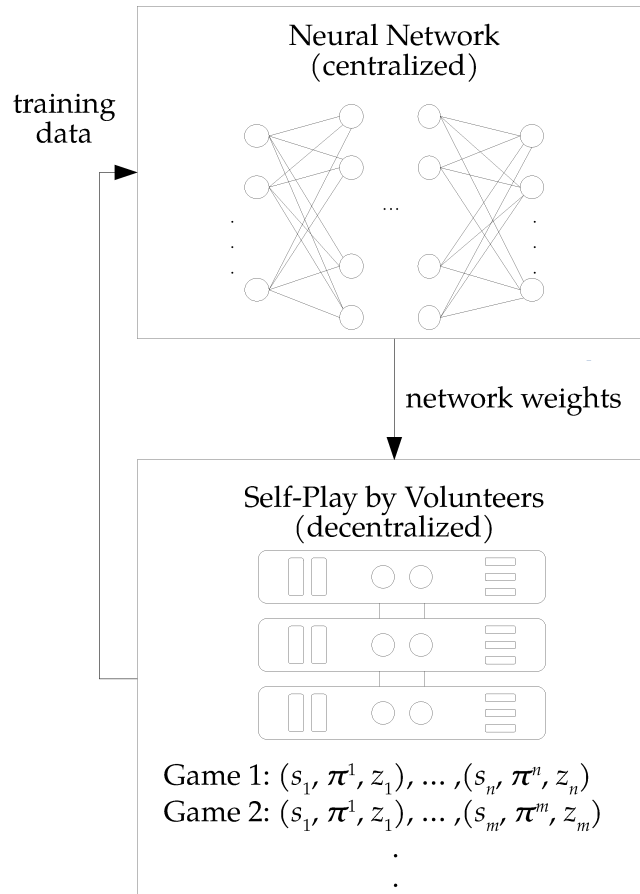 Neural Network
(centralized)
training
data
...
.
.
.
.
.
.
network weights
Self-Play by Volunteers
(decentralized)
Game 1: (s₁, π¹, z₁), ... ,(sₙ, πⁿ, zₙ)
Game 2: (s₁, π¹, z₁), ... ,(sₘ, πᵐ, zₘ)
.
.